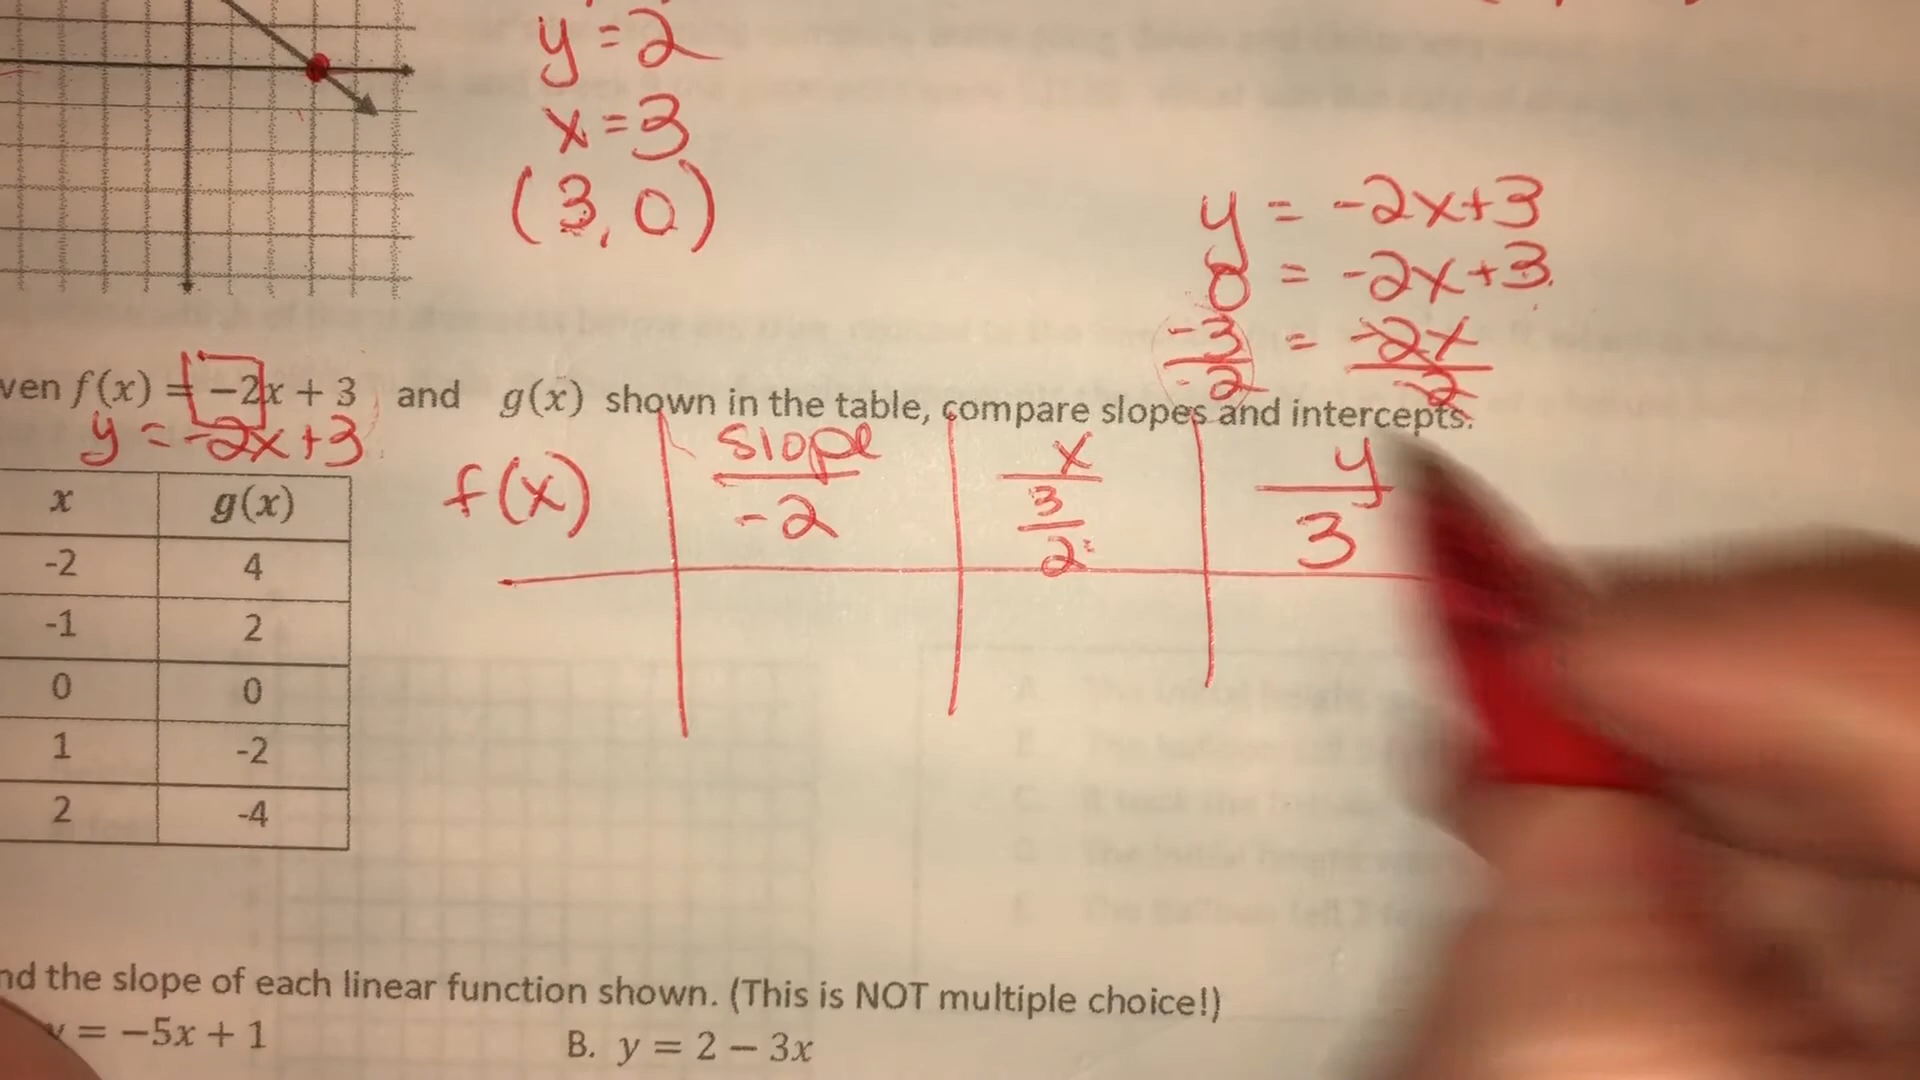 y = 2
x = 3
(3, 0)
y = -2x+3
0 = -2x+3
-3 = -2x
-2 -2
ven f(x) = −2x + 3 and g(x) shown in the table, compare slopes and intercepts.
y = -2x+3
slope x y
f(x) -2 3/2 3
x g(x)
-2 4
-1 2
0 0
1 -2
2 -4
nd the slope of each linear function shown. (This is NOT multiple choice!)
y = −5x + 1 B. y = 2 − 3x